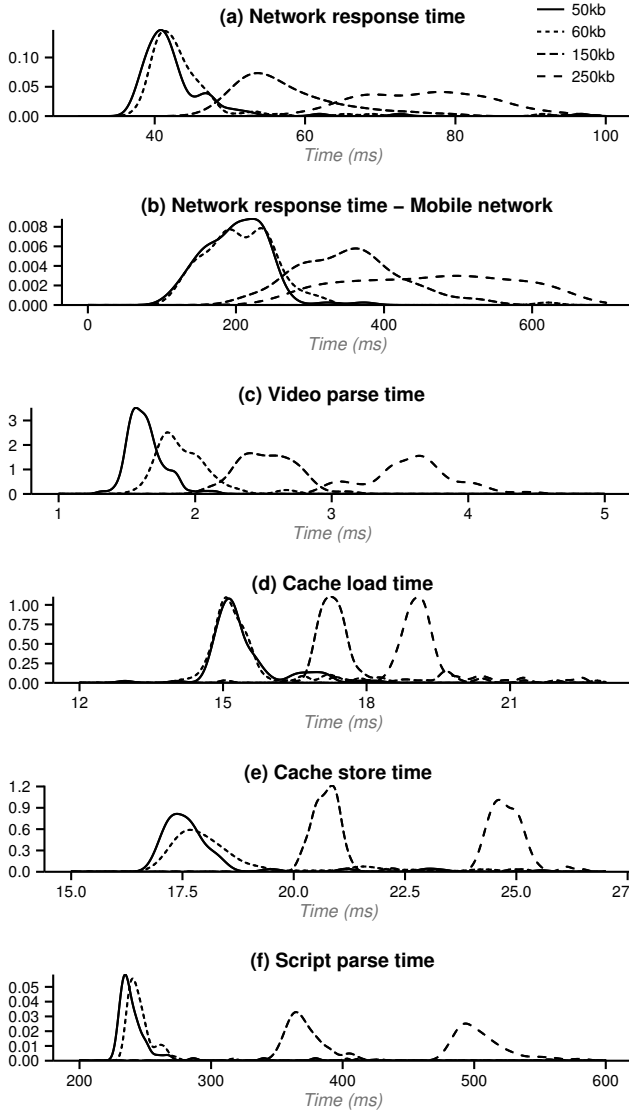 (a) Network response time
50kb
60kb
150kb
250kb
0.10
0.05
0.00
40 60 80 100
Time (ms)
(b) Network response time – Mobile network
0.008
0.006
0.004
0.002
0.000
0 200 400 600
Time (ms)
(c) Video parse time
3
2
1
0
1 2 3 4 5
Time (ms)
(d) Cache load time
1.00
0.75
0.50
0.25
0.00
12 15 18 21
Time (ms)
(e) Cache store time
1.2
0.9
0.6
0.3
0.0
15.0 17.5 20.0 22.5 25.0 27
Time (ms)
(f) Script parse time
0.05
0.04
0.03
0.02
0.01
0.00
200 300 400 500 600
Time (ms)